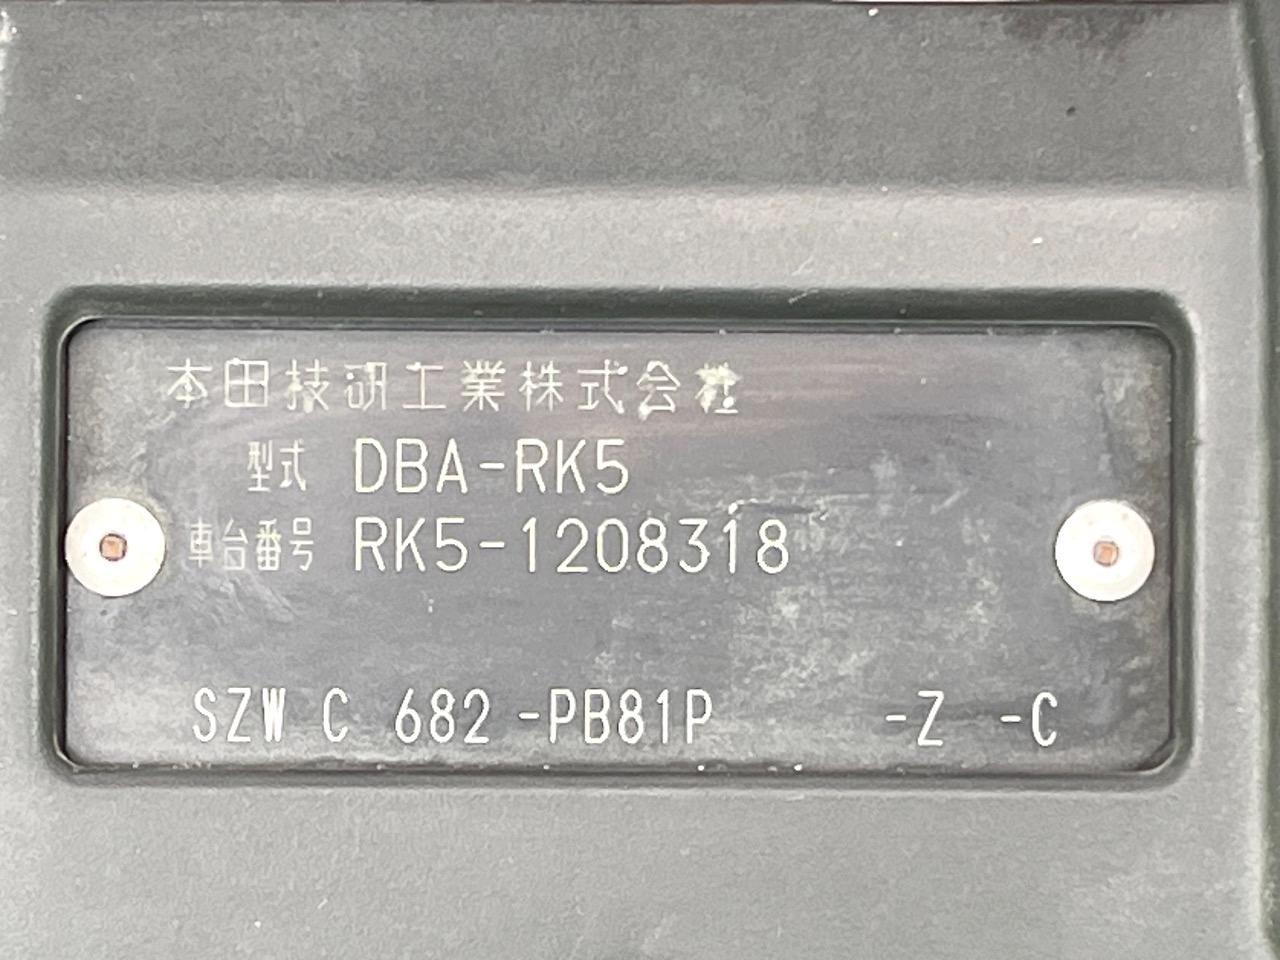 本田技研工業株式会社
型式 DBA-RK5
車台番号 RK5-1208318
SZW C 682 -PB81P -Z -C